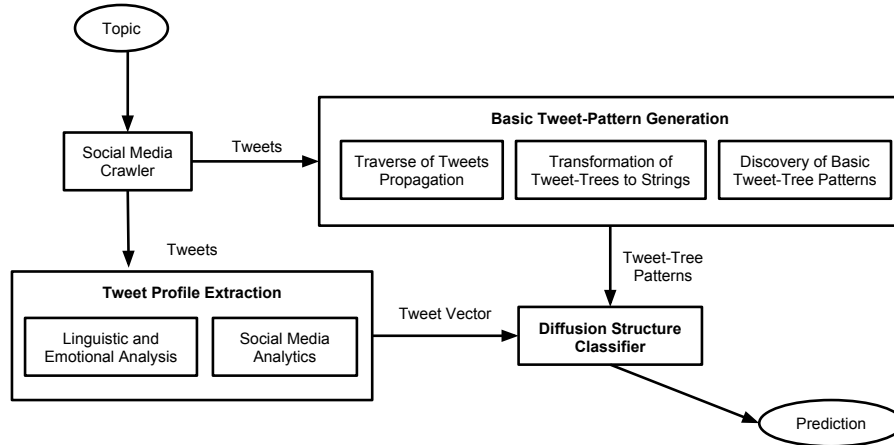 Topic
Social Media
Crawler
Tweets
Basic Tweet-Pattern Generation
Traverse of Tweets
Propagation
Transformation of
Tweet-Trees to Strings
Discovery of Basic
Tweet-Tree Patterns
Tweets
Tweet-Tree
Patterns
Tweet Profile Extraction
Linguistic and
Emotional Analysis
Social Media
Analytics
Tweet Vector
Diffusion Structure
Classifier
Prediction